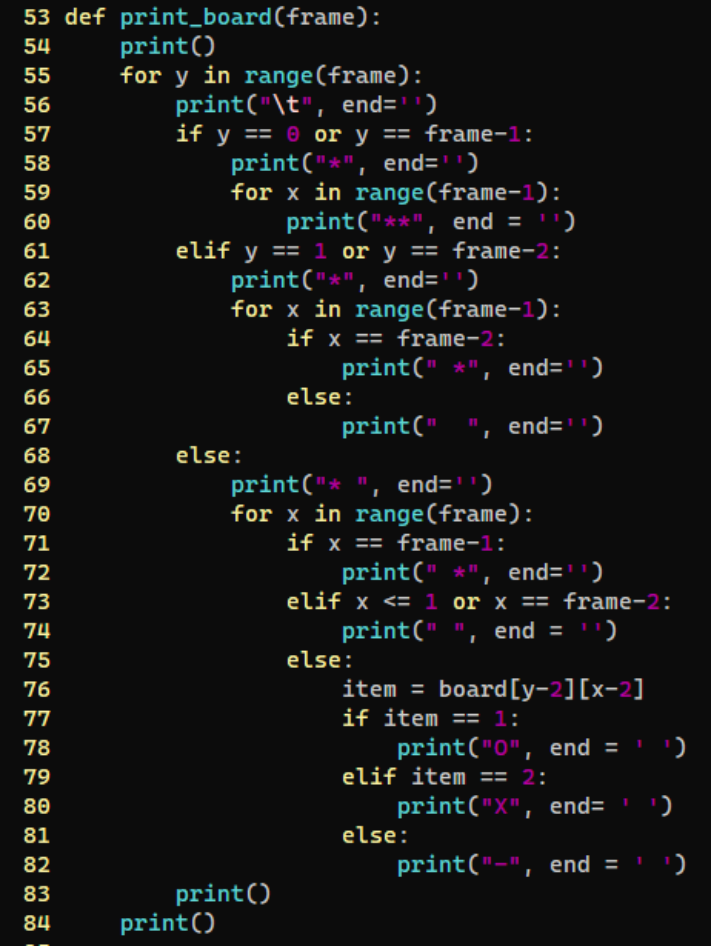 53 def print_board(frame):
54     print()
55     for y in range(frame):
56         print("\t", end='')
57         if y == 0 or y == frame-1:
58             print("*", end='')
59             for x in range(frame-1):
60                 print("**", end = '')
61         elif y == 1 or y == frame-2:
62             print("*", end='')
63             for x in range(frame-1):
64                 if x == frame-2:
65                     print(" *", end='')
66                 else:
67                     print("  ", end='')
68         else:
69             print("* ", end='')
70             for x in range(frame):
71                 if x == frame-1:
72                     print(" *", end='')
73                 elif x <= 1 or x == frame-2:
74                     print(" ", end = '')
75                 else:
76                     item = board[y-2][x-2]
77                     if item == 1:
78                         print("O", end = ' ')
79                     elif item == 2:
80                         print("X", end= ' ')
81                     else:
82                         print("-", end = ' ')
83         print()
84     print()